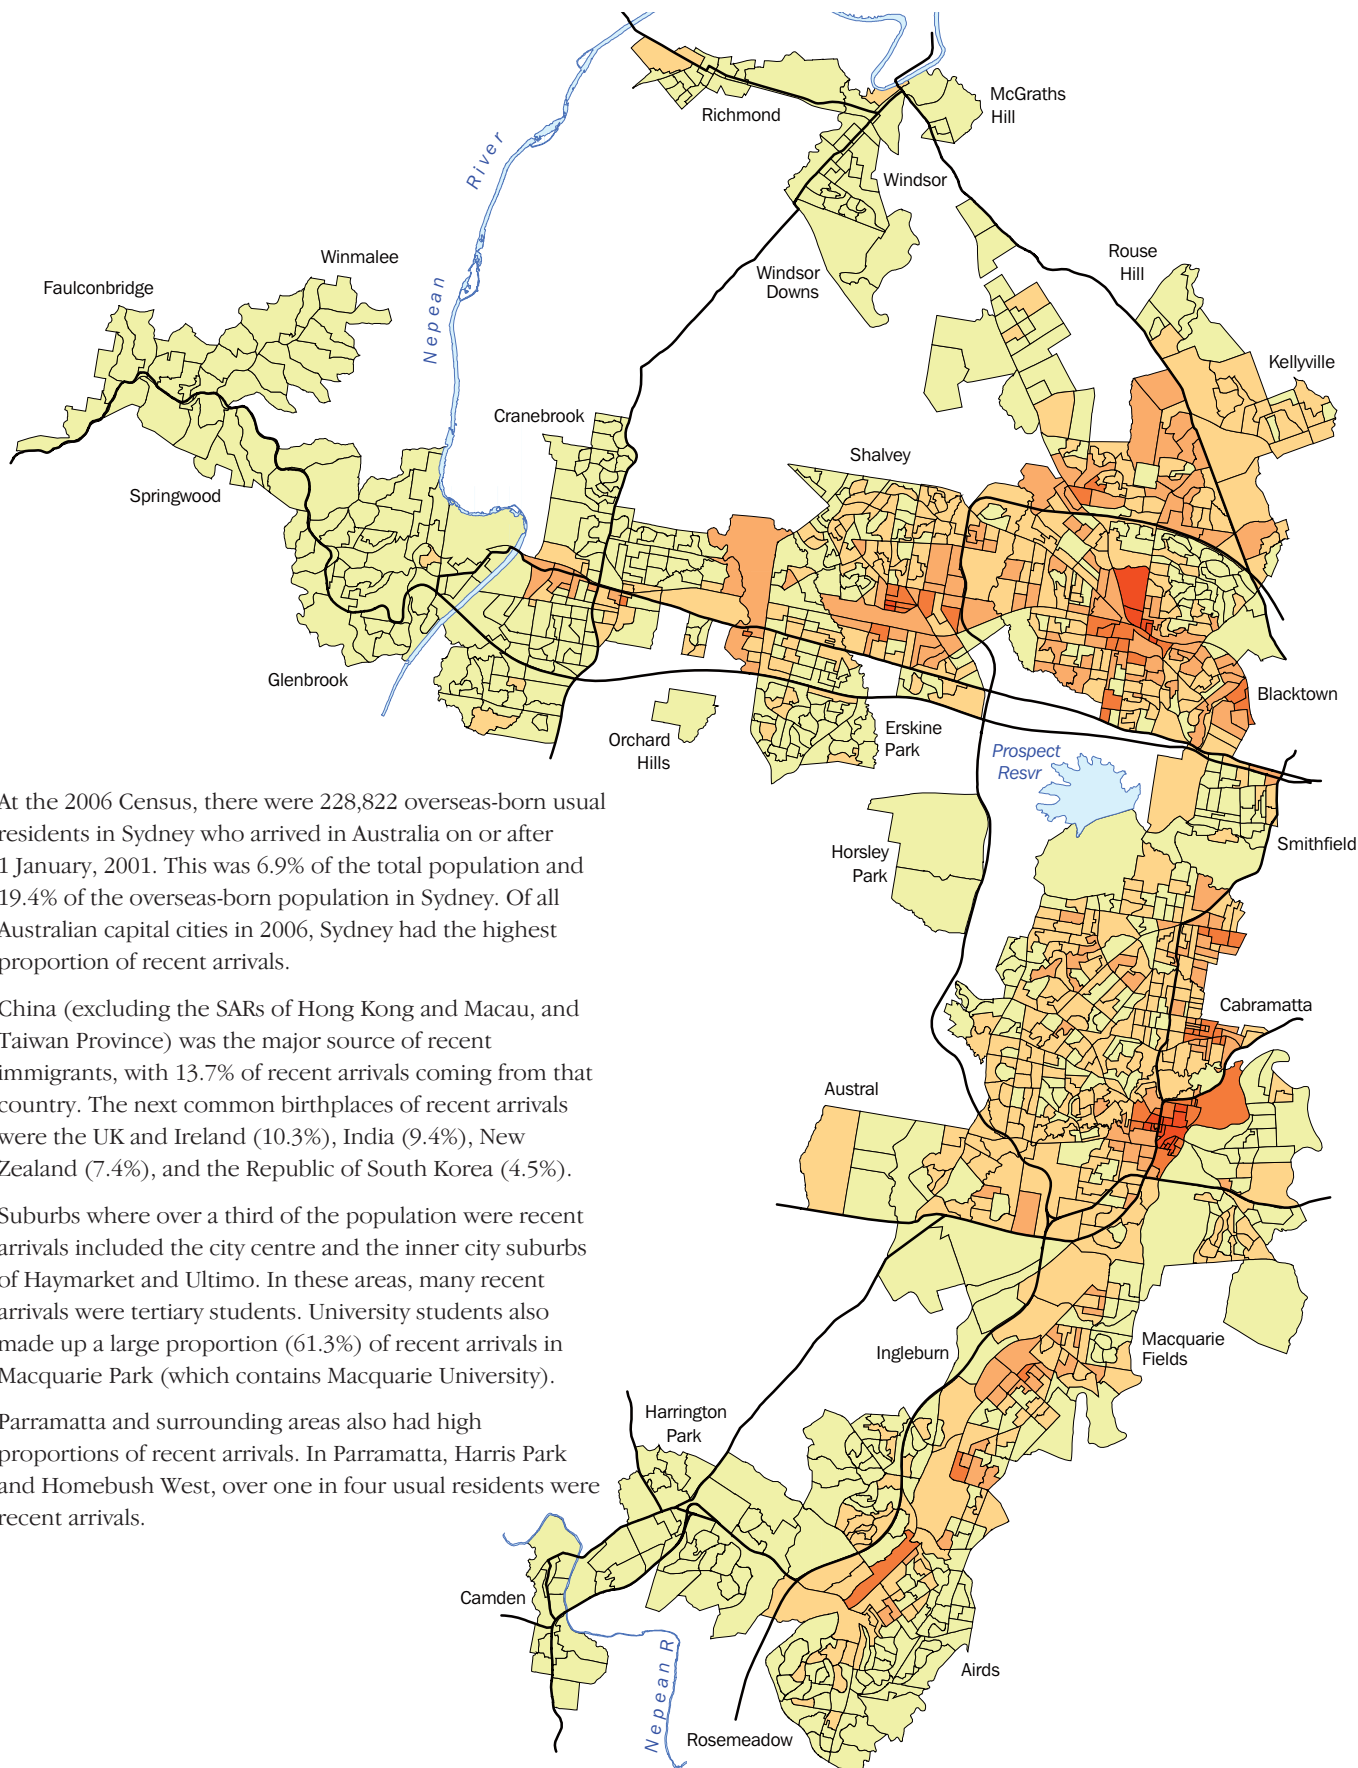 McGraths
Hill
Richmond
River
Windsor
Winmalee
Rouse
Hill
Windsor
Downs
Faulconbridge
Nepean
Kellyville
Cranebrook
Shalvey
Springwood
Glenbrook
Blacktown
Orchard
Hills
Erskine
Park
Prospect
Resvr
At the 2006 Census, there were 228,822 overseas-born usual
residents in Sydney who arrived in Australia on or after
1 January, 2001. This was 6.9% of the total population and
19.4% of the overseas-born population in Sydney. Of all
Australian capital cities in 2006, Sydney had the highest
proportion of recent arrivals.
Horsley
Park
Smithfield
China (excluding the SARs of Hong Kong and Macau, and
Taiwan Province) was the major source of recent
immigrants, with 13.7% of recent arrivals coming from that
country. The next common birthplaces of recent arrivals
were the UK and Ireland (10.3%), India (9.4%), New
Zealand (7.4%), and the Republic of South Korea (4.5%).
Cabramatta
Austral
Suburbs where over a third of the population were recent
arrivals included the city centre and the inner city suburbs
of Haymarket and Ultimo. In these areas, many recent
arrivals were tertiary students. University students also
made up a large proportion (61.3%) of recent arrivals in
Macquarie Park (which contains Macquarie University).
Ingleburn
Macquarie
Fields
Parramatta and surrounding areas also had high
proportions of recent arrivals. In Parramatta, Harris Park
and Homebush West, over one in four usual residents were
recent arrivals.
Harrington
Park
Camden
Nepean R
Airds
Rosemeadow